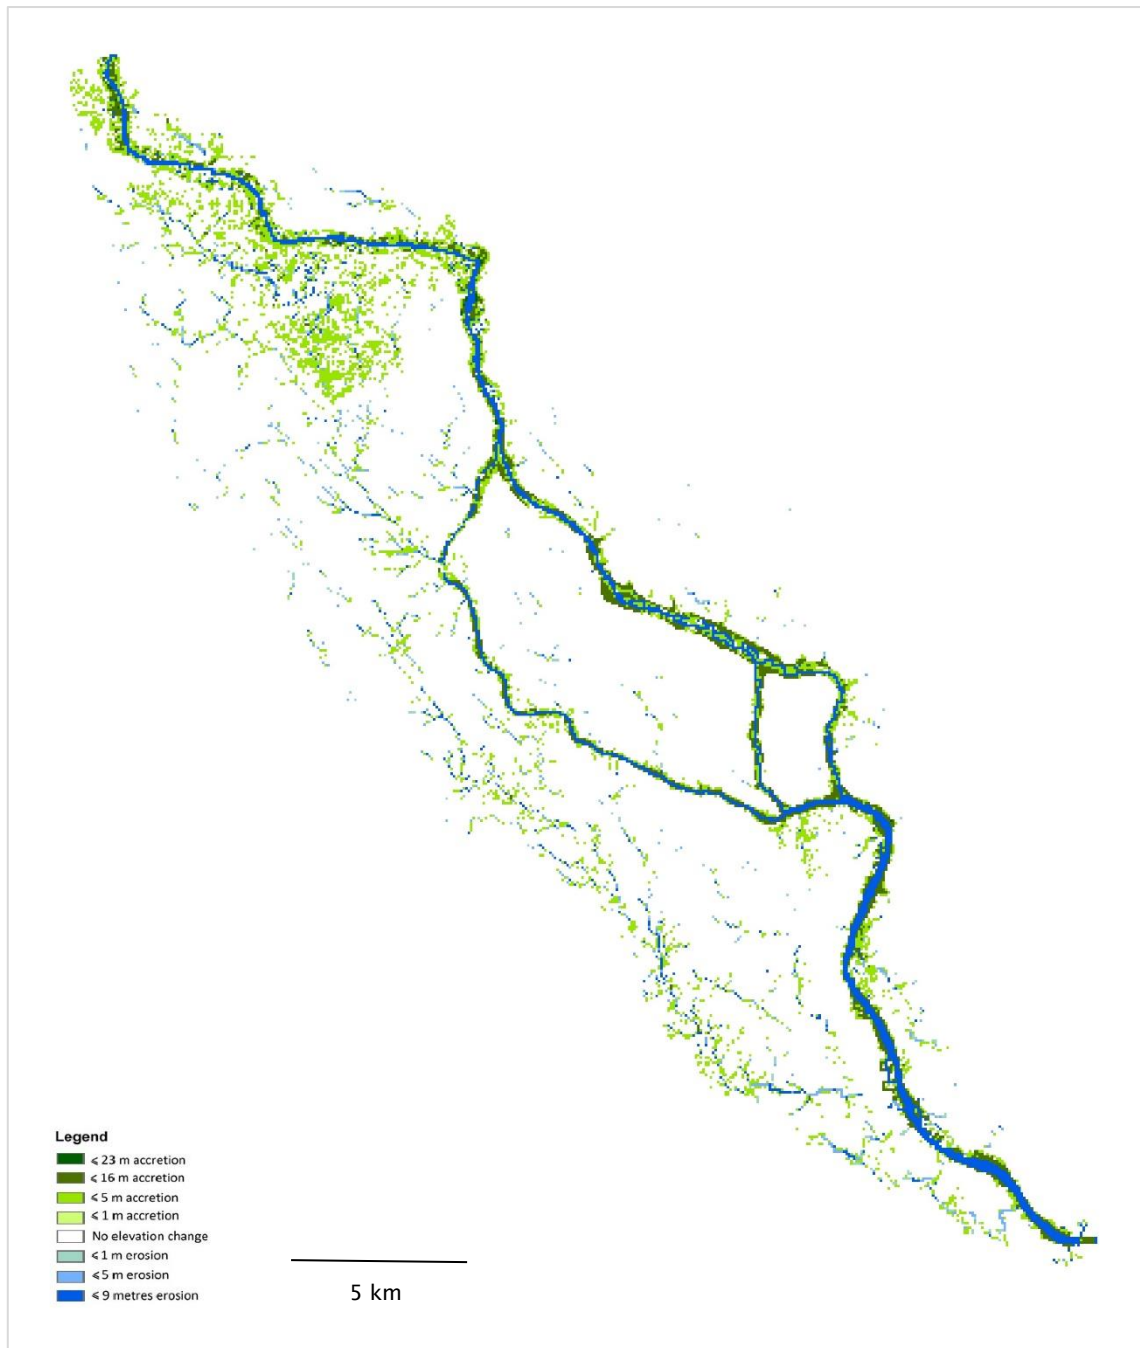 Legend
⩽ 23 m accretion
⩽ 16 m accretion
⩽ 5 m accretion
⩽ 1 m accretion
No elevation change
⩽ 1 m erosion
⩽ 5 m erosion
⩽ 9 metres erosion
5 km